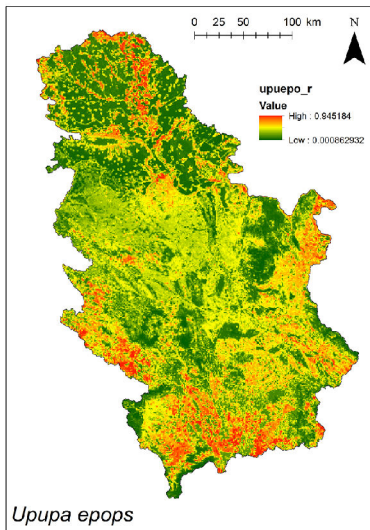 0 25 50 100 km
N
upuepo_r
Value
High : 0.945184
Low : 0.000862932
Upupa epops